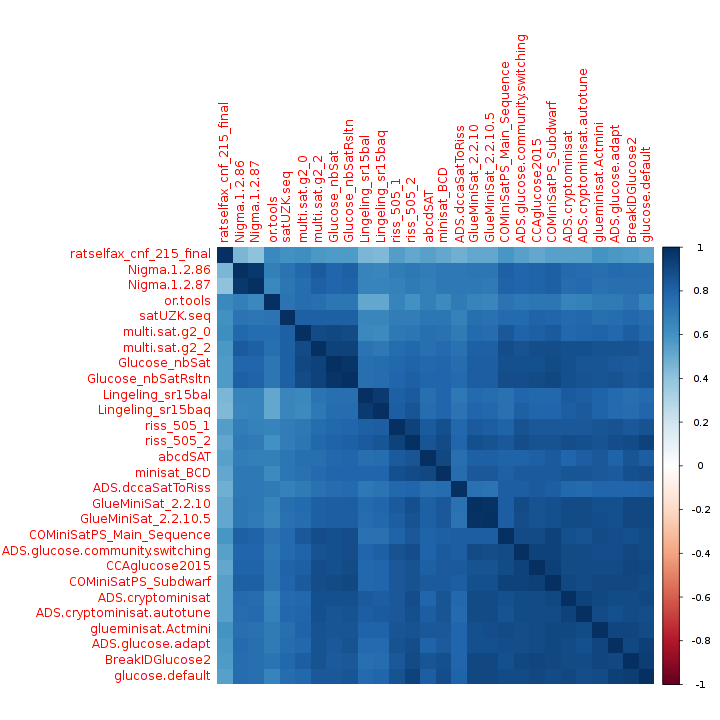 ratselfax_cnf_215_final
Nigma.1.2.86
Nigma.1.2.87
or.tools
satUZK.seq
multi.sat.g2_0
multi.sat.g2_2
Glucose_nbSat
Glucose_nbSatRsltn
Lingeling_sr15bal
Lingeling_sr15baq
riss_505_1
riss_505_2
abcdSAT
minisat_BCD
ADS.dccaSatToRiss
GlueMiniSat_2.2.10
GlueMiniSat_2.2.10.5
COMiniSatPS_Main_Sequence
ADS.glucose.community.switching
CCAglucose2015
COMiniSatPS_Subdwarf
ADS.cryptominisat
ADS.cryptominisat.autotune
glueminisat.Actmini
ADS.glucose.adapt
BreakIDGlucose2
glucose.default
ratselfax_cnf_215_final
Nigma.1.2.86
Nigma.1.2.87
or.tools
satUZK.seq
multi.sat.g2_0
multi.sat.g2_2
Glucose_nbSat
Glucose_nbSatRsltn
Lingeling_sr15bal
Lingeling_sr15baq
riss_505_1
riss_505_2
abcdSAT
minisat_BCD
ADS.dccaSatToRiss
GlueMiniSat_2.2.10
GlueMiniSat_2.2.10.5
COMiniSatPS_Main_Sequence
ADS.glucose.community.switching
CCAglucose2015
COMiniSatPS_Subdwarf
ADS.cryptominisat
ADS.cryptominisat.autotune
glueminisat.Actmini
ADS.glucose.adapt
BreakIDGlucose2
glucose.default
1
0.8
0.6
0.4
0.2
0
-0.2
-0.4
-0.6
-0.8
-1